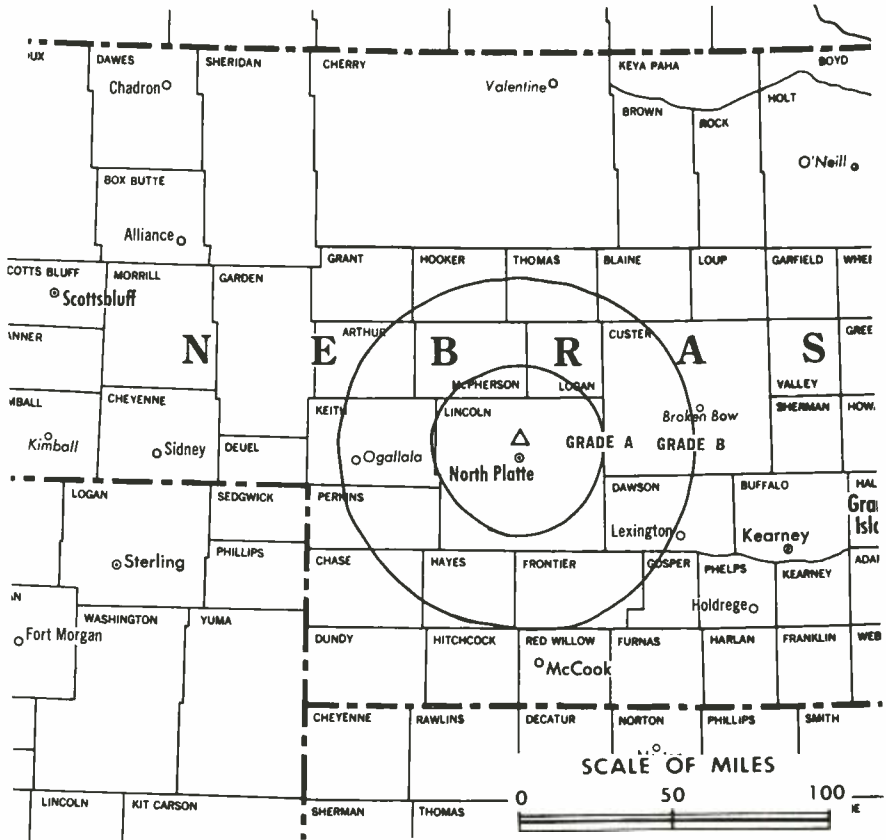 DAWES
SHERIDAN
CHERRY
KEYA PAHA
BOYD
Chadron
Valentine
HOLT
BROWN
ROCK
O'Neill
BOX BUTTE
Alliance
GRANT
HOOKER
THOMAS
BLAINE
LOUP
GARFIELD
COTTS BLUFF
MORRILL
GARDEN
Scottsbluff
ARTHUR
CUSTER
N E B R A S
McPHERSON
LOGAN
VALLEY
CHEYENNE
KEITH
LINCOLN
SHERMAN
Broken Bow
Kimball
Sidney
DEUEL
Ogallala
GRADE A
GRADE B
North Platte
LOGAN
SEDGWICK
PERKINS
DAWSON
BUFFALO
Lexington
Kearney
Sterling
PHILLIPS
CHASE
HAYES
FRONTIER
GOSPER
PHELPS
KEARNEY
Holdrege
WASHINGTON
YUMA
Fort Morgan
DUNDY
HITCHCOCK
RED WILLOW
FURNAS
HARLAN
FRANKLIN
WEB
McCook
CHEYENNE
RAWLINS
DECATUR
NORTON
PHILLIPS
SMITH
SCALE OF MILES
0 50 100
LINCOLN
KIT CARSON
SHERMAN
THOMAS